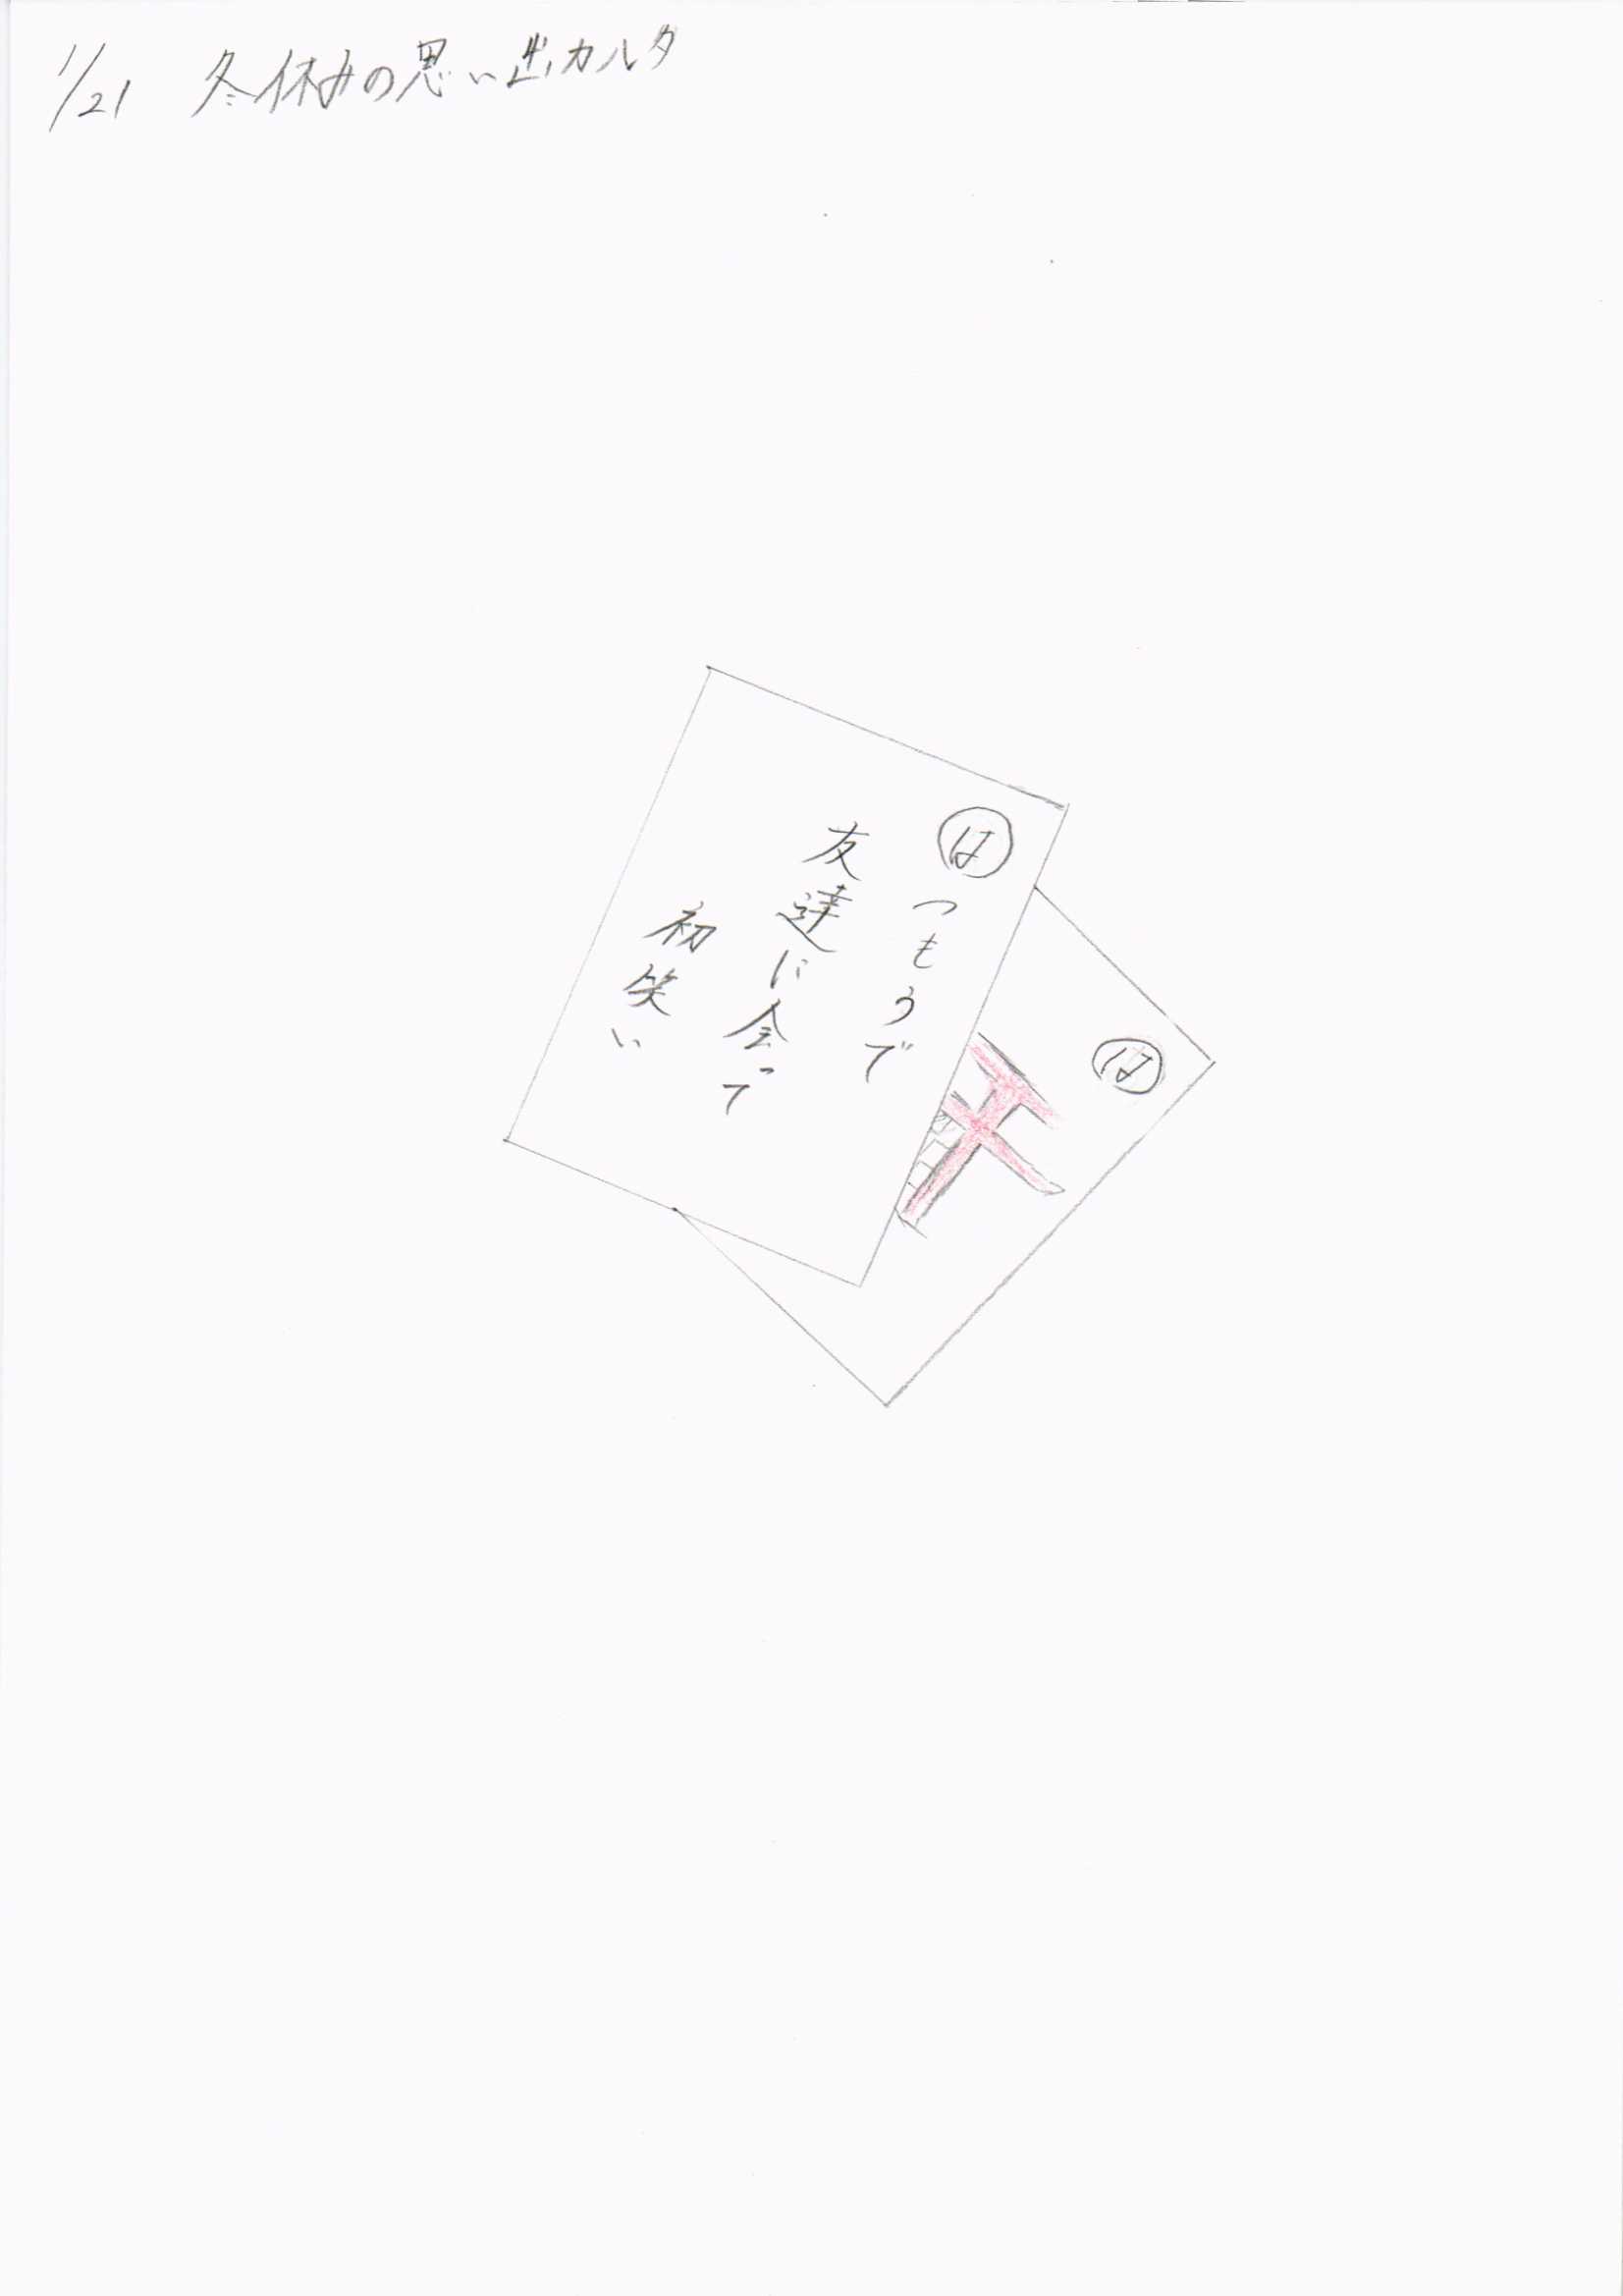 1/21 冬休みの思い出カルタ
はつもうで
友達に会って
初笑い
は